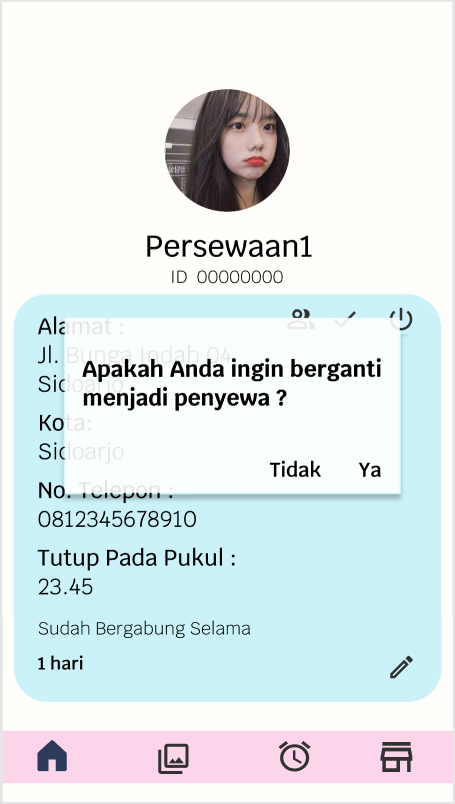 Persewaan1
ID 00000000
Alamat :
Jl. Bunga Indah 04
Sidoarjo
Apakah Anda ingin berganti
menjadi penyewa ?
Kota:
Sidoarjo
Tidak Ya
No. Telepon :
0812345678910
Tutup Pada Pukul :
23.45
Sudah Bergabung Selama
1 hari